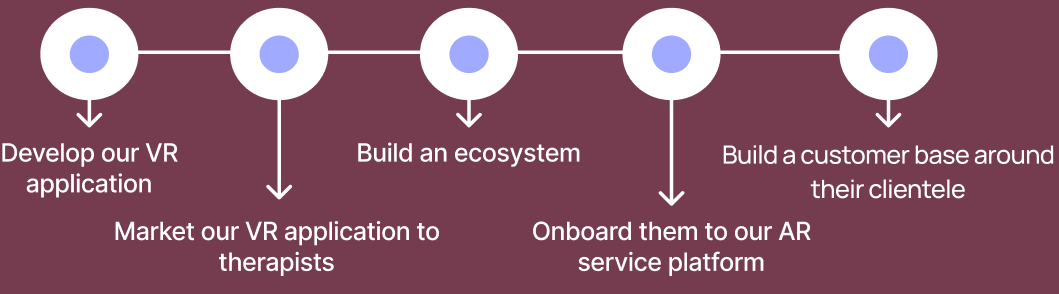 Develop our VR
application
Market our VR application to
therapists
Build an ecosystem
Onboard them to our AR
service platform
Build a customer base around
their clientele